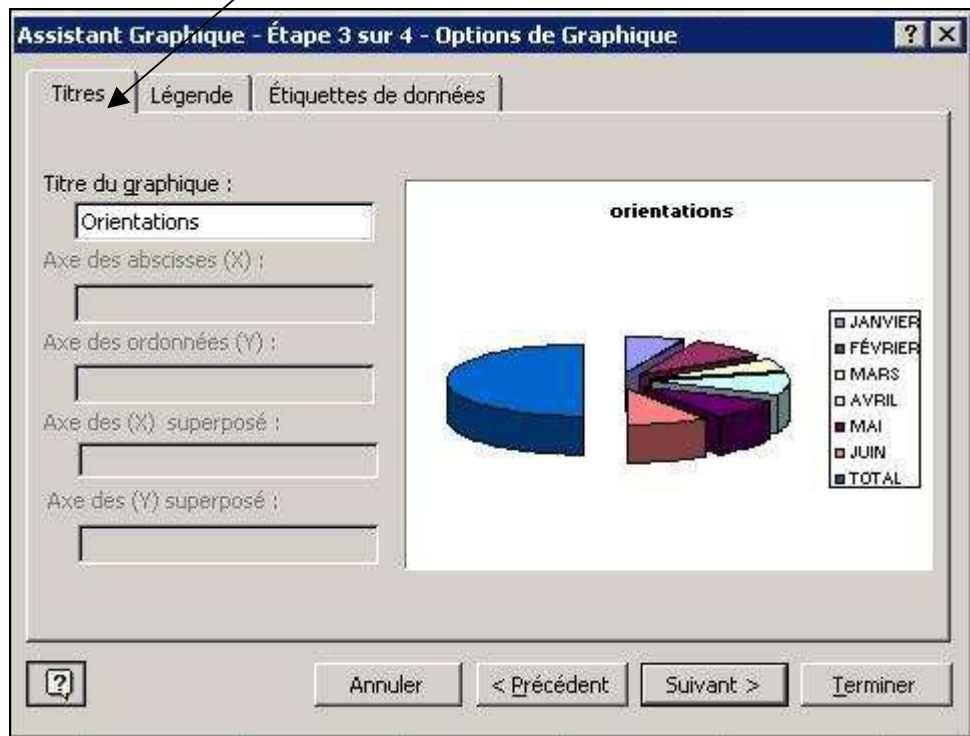 Assistant Graphique - Étape 3 sur 4 - Options de Graphique
Titres
Légende
Étiquettes de données
Titre du graphique :
Orientations
Axe des abscisses (X) :
Axe des ordonnées (Y) :
Axe des (X) superposé :
Axe des (Y) superposé :
orientations
JANVIER
FÉVRIER
MARS
AVRIL
MAI
JUIN
TOTAL
Annuler
< Précédent
Suivant >
Terminer